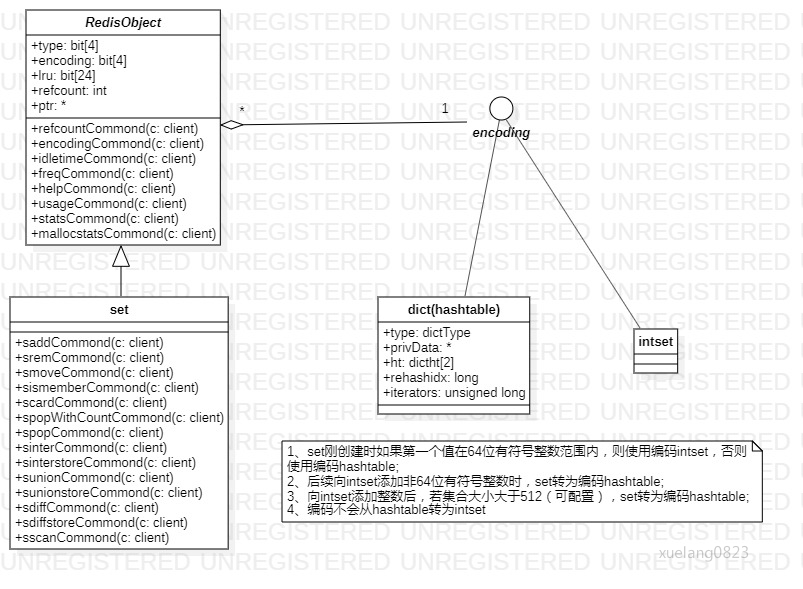 RedisObject
+type: bit[4]
+encoding: bit[4]
+lru: bit[24]
+refcount: int
+ptr: *
+refcountCommond(c: client)
+encodingCommond(c: client)
+idletimeCommond(c: client)
+freqCommond(c: client)
+helpCommond(c: client)
+usageCommond(c: client)
+statsCommond(c: client)
+mallocstatsCommond(c: client)
*
1
encoding
set
+saddCommond(c: client)
+sremCommond(c: client)
+smoveCommond(c: client)
+sismemberCommond(c: client)
+scardCommond(c: client)
+spopWithCountCommond(c: client)
+spopCommond(c: client)
+sinterCommond(c: client)
+sinterstoreCommond(c: client)
+sunionCommond(c: client)
+sunionstoreCommond(c: client)
+sdiffCommond(c: client)
+sdiffstoreCommond(c: client)
+sscanCommond(c: client)
dict(hashtable)
+type: dictType
+privData: *
+ht: dictht[2]
+rehashidx: long
+iterators: unsigned long
intset
1、set刚创建时如果第一个值在64位有符号整数范围内，则使用编码intset，否则
使用编码hashtable;
2、后续向intset添加非64位有符号整数时，set转为编码hashtable;
3、向intset添加整数后，若集合大小大于512（可配置），set转为编码hashtable;
4、编码不会从hashtable转为intset
xuelang0823
UNREGISTERED